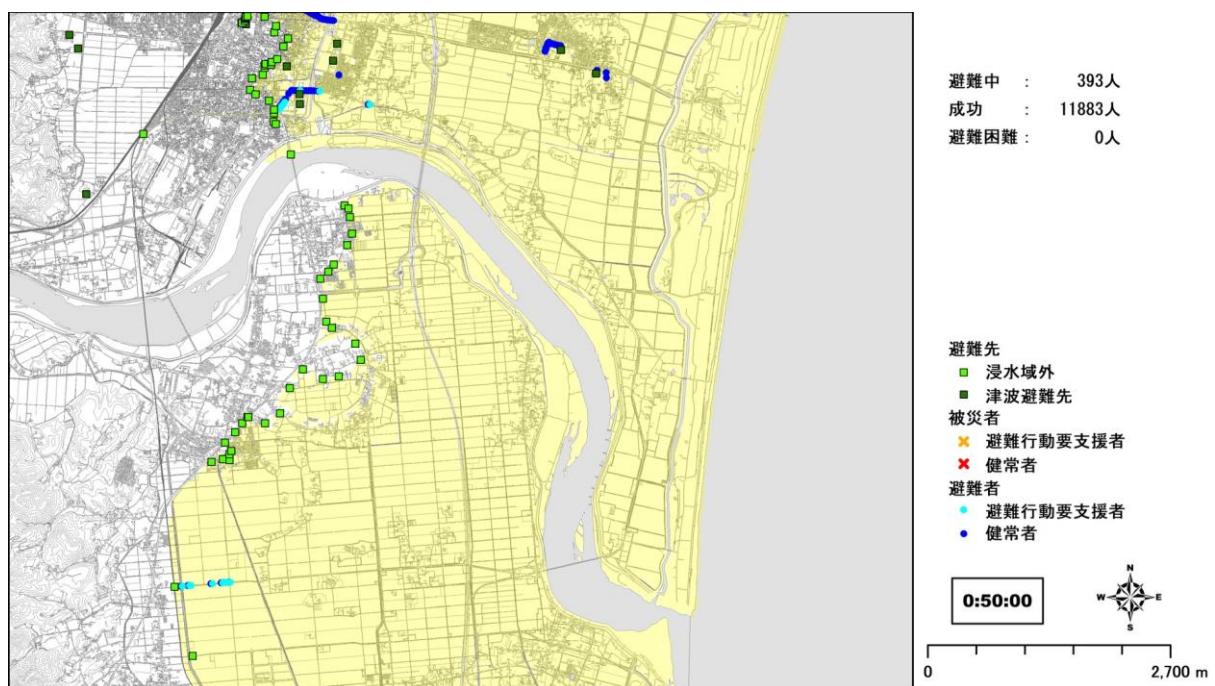 避難中 : 393人
成功 : 11883人
避難困難 : 0人
避難先
浸水域外
津波避難先
被災者
避難行動要支援者
健常者
避難者
避難行動要支援者
健常者
0:50:00
N
W E
S
0 2,700 m